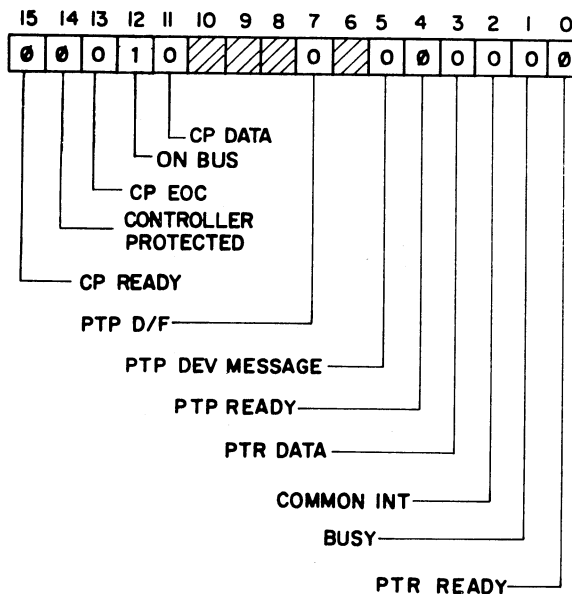 15 14 13 12 11 10 9 8 7 6 5 4 3 2 1 0
Ø Ø 0 1 0 0 0 Ø 0 0 0 Ø
CP DATA
ON BUS
CP EOC
CONTROLLER
PROTECTED
CP READY
PTP D/F
PTP DEV MESSAGE
PTP READY
PTR DATA
COMMON INT
BUSY
PTR READY